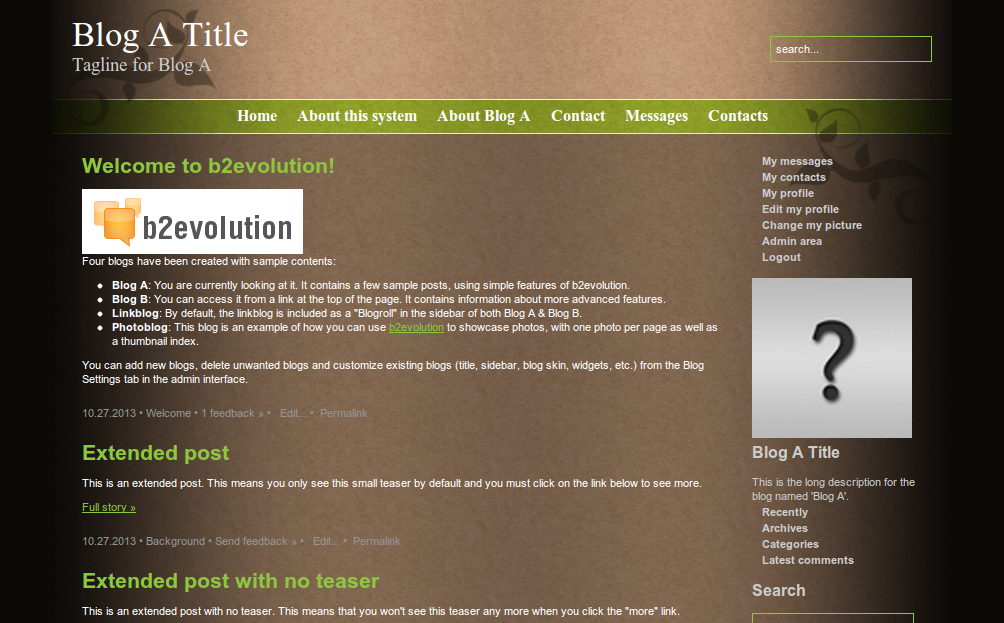 Blog A Title
Tagline for Blog A
search...
Home About this system About Blog A Contact Messages Contacts
Welcome to b2evolution!
b2evolution
Four blogs have been created with sample contents:
• Blog A: You are currently looking at it. It contains a few sample posts, using simple features of b2evolution.
• Blog B: You can access it from a link at the top of the page. It contains information about more advanced features.
• Linkblog: By default, the linkblog is included as a "Blogroll" in the sidebar of both Blog A & Blog B.
• Photoblog: This blog is an example of how you can use b2evolution to showcase photos, with one photo per page as well as
a thumbnail index.
You can add new blogs, delete unwanted blogs and customize existing blogs (title, sidebar, blog skin, widgets, etc.) from the Blog
Settings tab in the admin interface.
10.27.2013 • Welcome • 1 feedback » • Edit... • Permalink
Extended post
This is an extended post. This means you only see this small teaser by default and you must click on the link below to see more.
Full story »
10.27.2013 • Background • Send feedback » • Edit... • Permalink
Extended post with no teaser
This is an extended post with no teaser. This means that you won't see this teaser any more when you click the "more" link.
My messages
My contacts
My profile
Edit my profile
Change my picture
Admin area
Logout
?
Blog A Title
This is the long description for the
blog named 'Blog A'.
Recently
Archives
Categories
Latest comments
Search